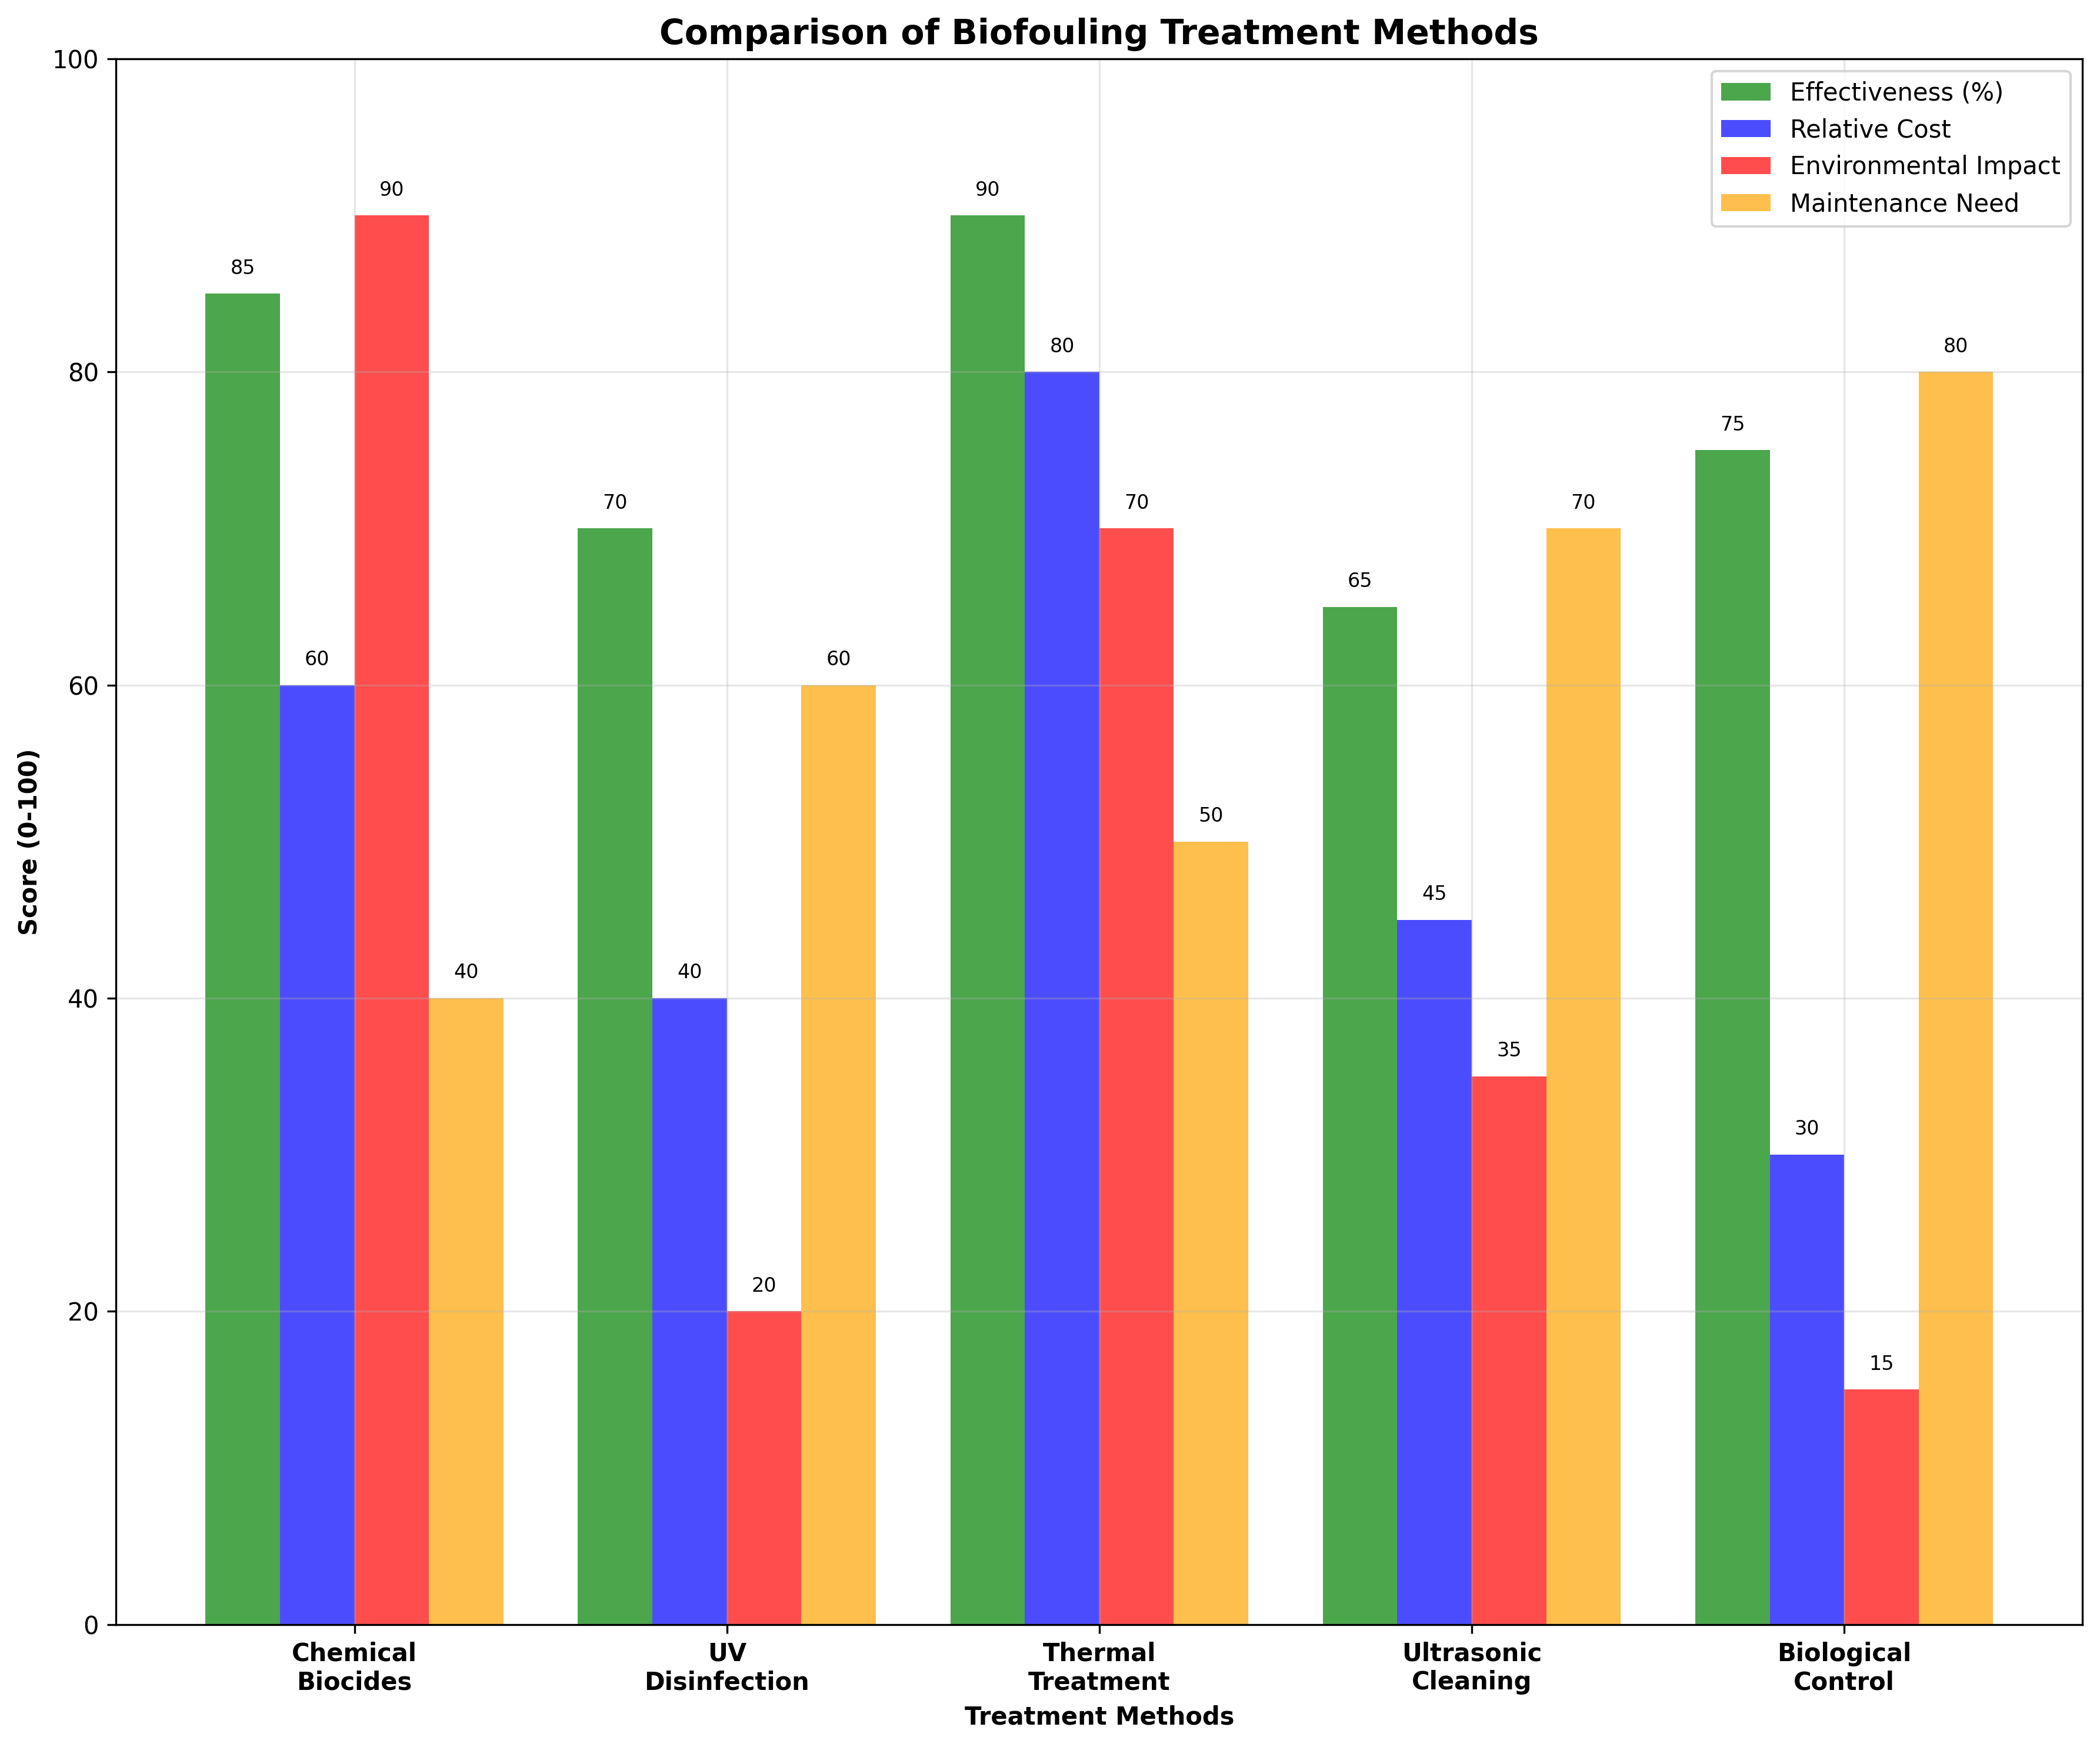 Comparison of Biofouling Treatment Methods
100
80
60
40
20
0
Score (0-100)
Effectiveness (%)
Relative Cost
Environmental Impact
Maintenance Need
85
60
90
40
70
40
20
60
90
80
70
50
65
45
35
70
75
30
15
80
Chemical
Biocides
UV
Disinfection
Thermal
Treatment
Ultrasonic
Cleaning
Biological
Control
Treatment Methods